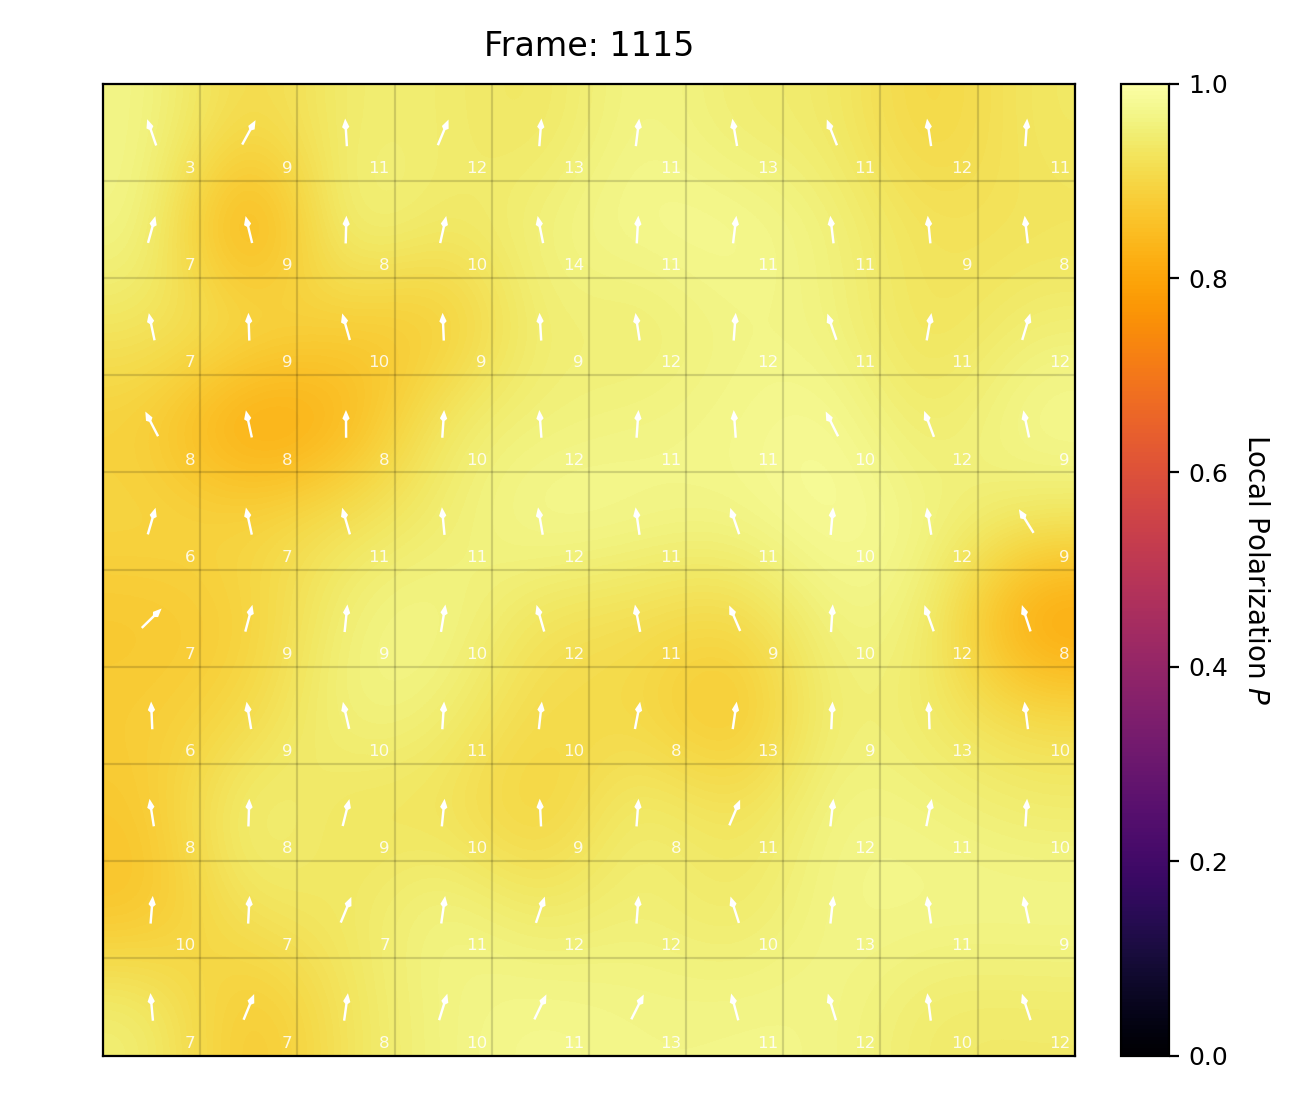 Frame: 1115
3 9 11 12 13 11 13 11 12 11
7 9 8 10 14 11 11 11 9 8
7 9 10 9 9 12 12 11 11 12
8 8 8 10 12 11 11 10 12 9
6 7 11 11 12 11 11 10 12 9
7 9 9 10 12 11 9 10 12 8
6 9 10 11 10 8 13 9 13 10
8 8 9 10 9 8 11 12 11 10
10 7 7 11 12 12 10 13 11 9
7 7 8 10 11 13 11 12 10 12
1.0
0.8
0.6
0.4
0.2
0.0
Local Polarization P